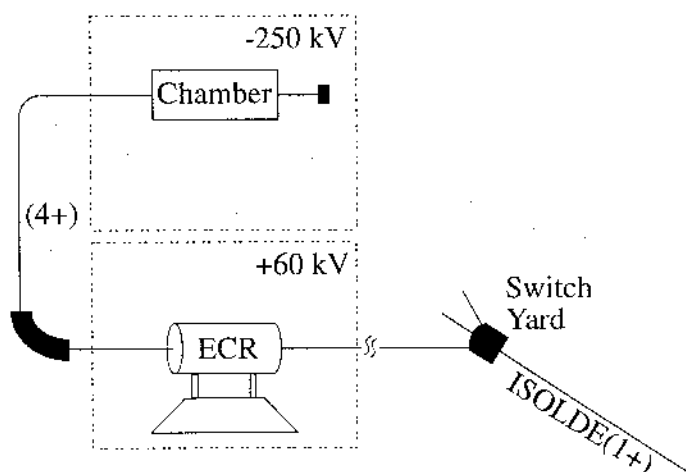 -250 kV
Chamber
(4+)
+60 kV
ECR
Switch
Yard
ISOLDE(1+)